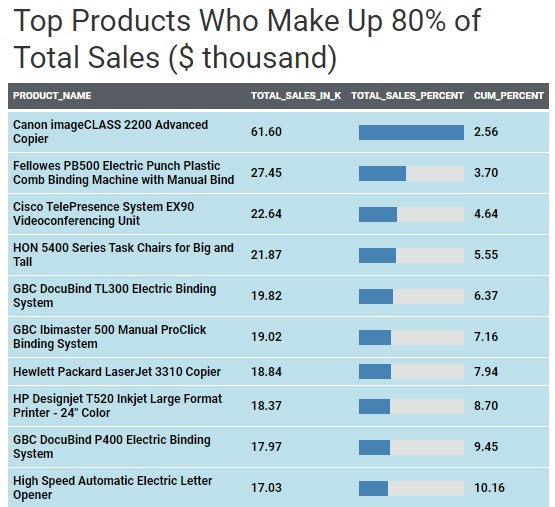 Top Products Who Make Up 80% of
Total Sales ($ thousand)
PRODUCT_NAME TOTAL_SALES_IN_K TOTAL_SALES_PERCENT CUM_PERCENT
Canon imageCLASS 2200 Advanced
Copier 61.60 2.56
Fellowes PB500 Electric Punch Plastic
Comb Binding Machine with Manual Bind 27.45 3.70
Cisco TelePresence System EX90
Videoconferencing Unit 22.64 4.64
HON 5400 Series Task Chairs for Big and
Tall 21.87 5.55
GBC DocuBind TL300 Electric Binding
System 19.82 6.37
GBC Ibimaster 500 Manual ProClick
Binding System 19.02 7.16
Hewlett Packard LaserJet 3310 Copier 18.84 7.94
HP Designjet T520 Inkjet Large Format
Printer - 24" Color 18.37 8.70
GBC DocuBind P400 Electric Binding
System 17.97 9.45
High Speed Automatic Electric Letter
Opener 17.03 10.16